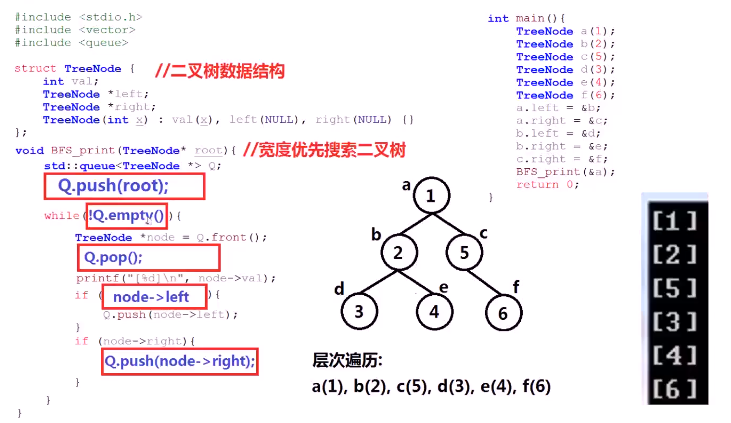 #include <stdio.h>
#include <vector>
#include <queue>
struct TreeNode { //二叉树数据结构
int val;
TreeNode *left;
TreeNode *right;
TreeNode(int x) : val(x), left(NULL), right(NULL) {}
};
void BFS_print(TreeNode* root){ //宽度优先搜索二叉树
std::queue<TreeNode *> Q;
Q.push(root);
while(!Q.empty()){
TreeNode *node = Q.front();
Q.pop();
printf("[%d]\n", node->val);
if (node->left){
Q.push(node->left);
}
if (node->right){
Q.push(node->right);
}
}
}
int main(){
TreeNode a(1);
TreeNode b(2);
TreeNode c(5);
TreeNode d(3);
TreeNode e(4);
TreeNode f(6);
a.left = &b;
a.right = &c;
b.left = &d;
b.right = &e;
c.right = &f;
BFS_print(&a);
return 0;
}
a
1
b
2
c
5
d
3
e
4
f
6
层次遍历:
a(1), b(2), c(5), d(3), e(4), f(6)
[1]
[2]
[5]
[3]
[4]
[6]